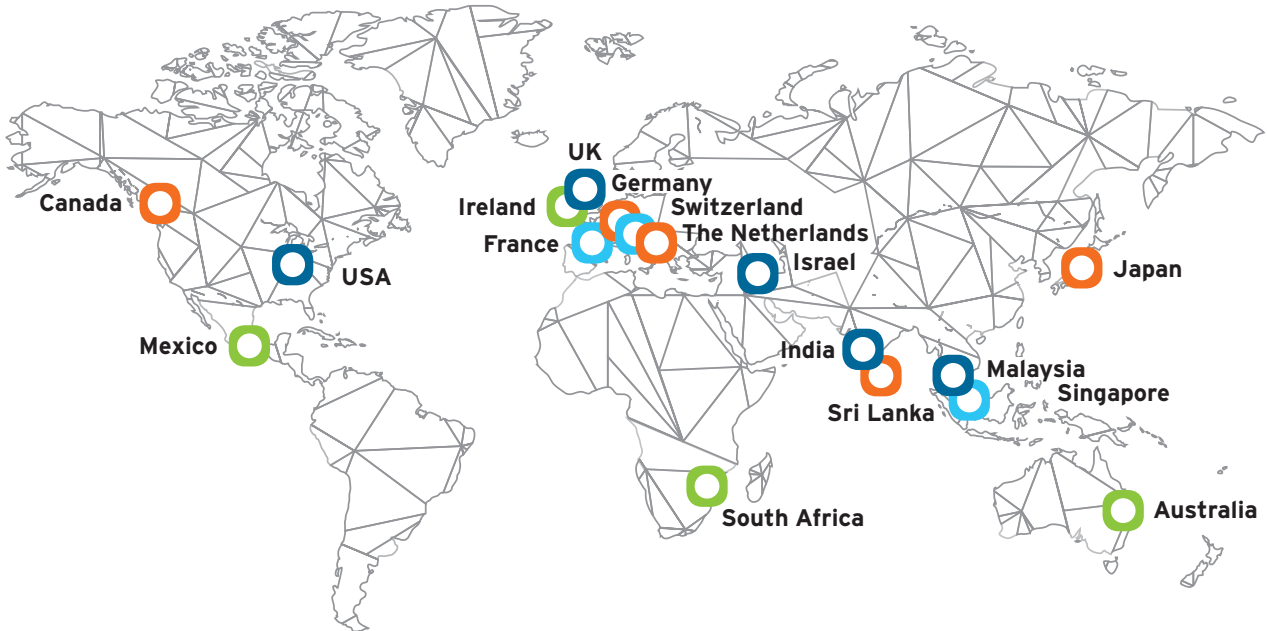 UK
Germany
Canada
Ireland
Switzerland
The Netherlands
France
Israel
USA
Japan
Mexico
India
Malaysia
Singapore
Sri Lanka
South Africa
Australia